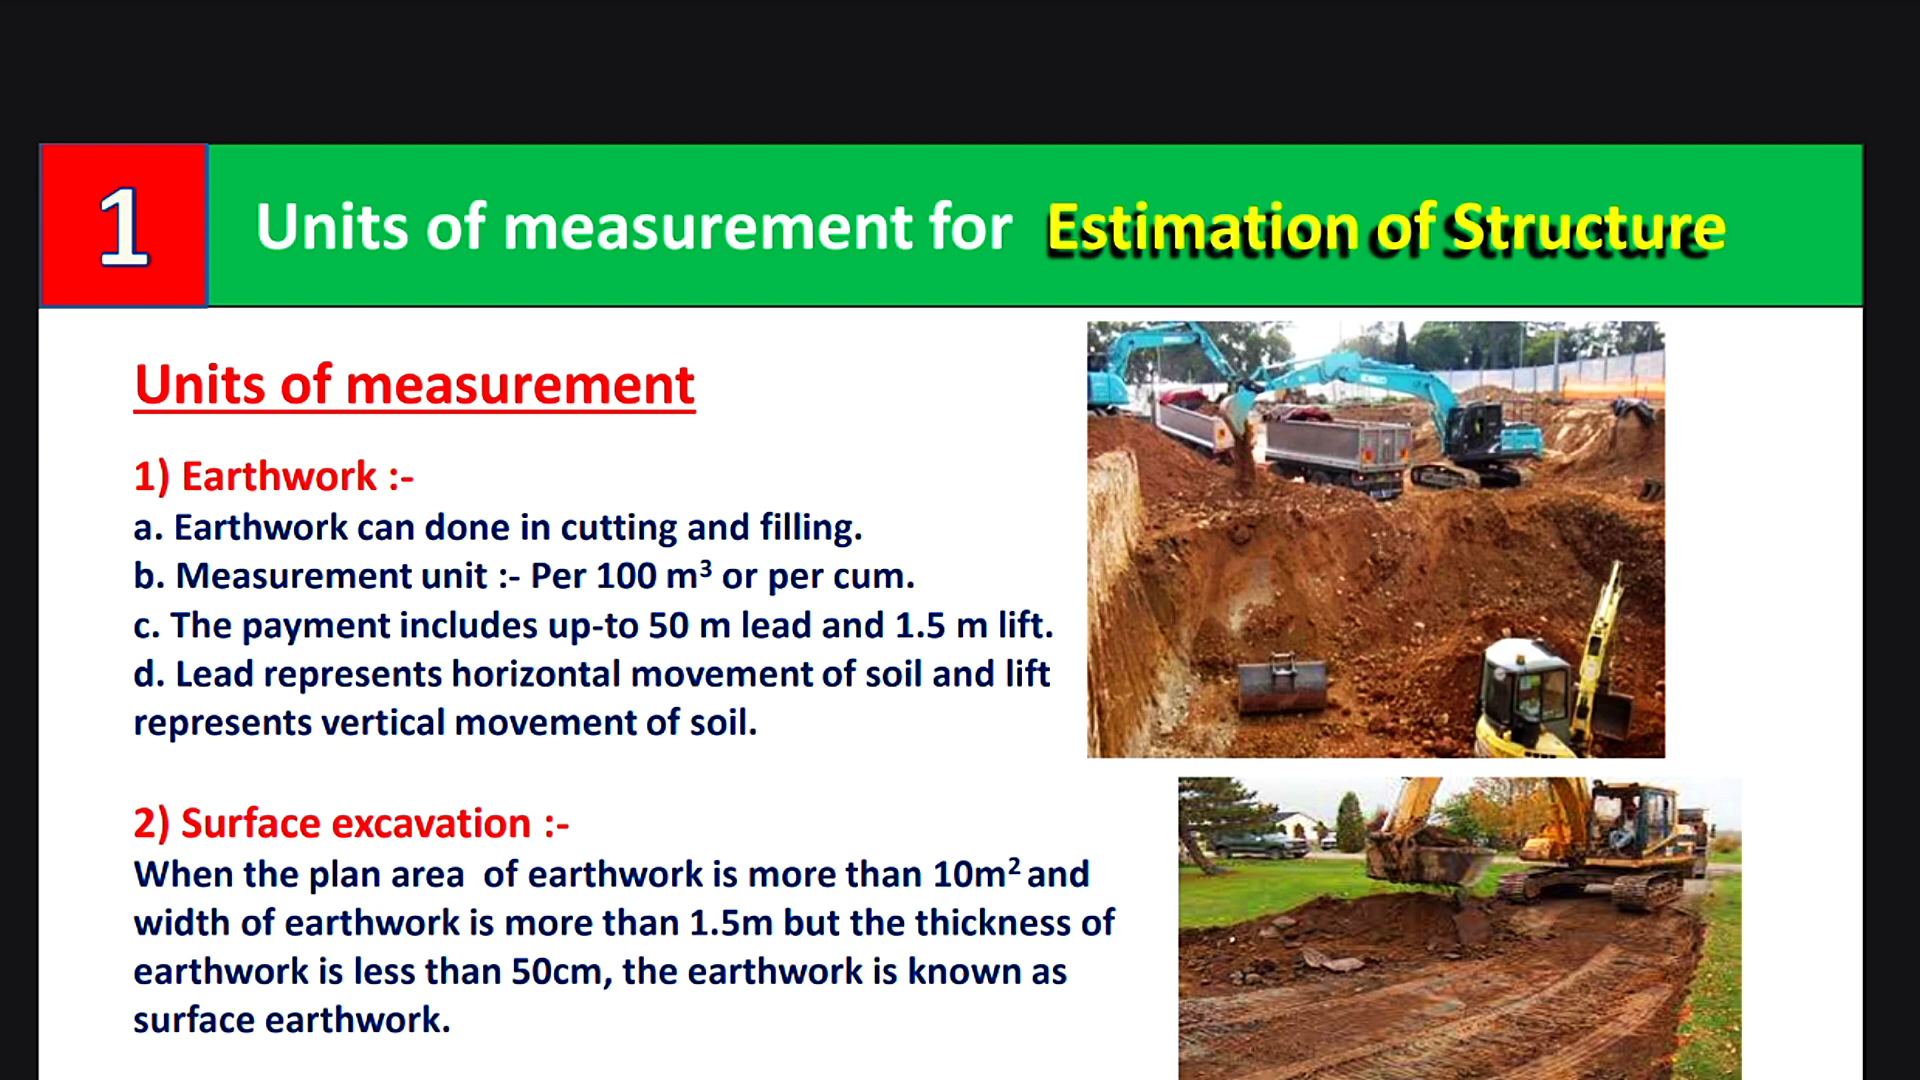 1
Units of measurement for Estimation of Structure
Units of measurement
1) Earthwork :-
a. Earthwork can done in cutting and filling.
b. Measurement unit :- Per 100 m³ or per cum.
c. The payment includes up-to 50 m lead and 1.5 m lift.
d. Lead represents horizontal movement of soil and lift
represents vertical movement of soil.
2) Surface excavation :-
When the plan area of earthwork is more than 10m² and
width of earthwork is more than 1.5m but the thickness of
earthwork is less than 50cm, the earthwork is known as
surface earthwork.